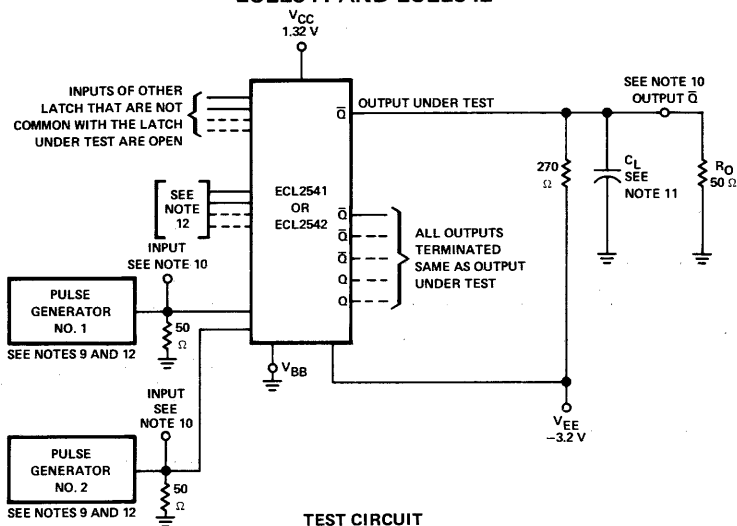 VCC
1.32 V
INPUTS OF OTHER
LATCH THAT ARE NOT
COMMON WITH THE LATCH
UNDER TEST ARE OPEN
Q̅
OUTPUT UNDER TEST
SEE NOTE 10
OUTPUT Q̅
270
Ω
CL
SEE
NOTE 11
RO
50 Ω
SEE
NOTE
12
ECL2541
OR
ECL2542
Q̅
Q̅
Q̅
Q
Q
ALL OUTPUTS
TERMINATED
SAME AS OUTPUT
UNDER TEST
INPUT
SEE NOTE 10
PULSE
GENERATOR
NO. 1
50
Ω
SEE NOTES 9 AND 12
VBB
INPUT
SEE
NOTE 10
VEE
−3.2 V
PULSE
GENERATOR
NO. 2
50
Ω
SEE NOTES 9 AND 12
TEST CIRCUIT